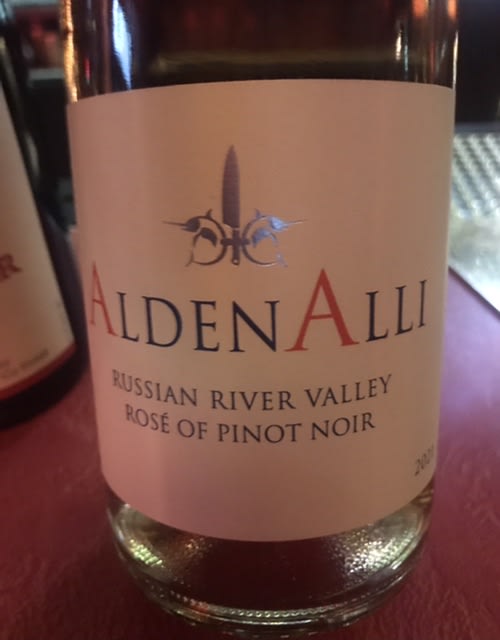 ALDENALLI
RUSSIAN RIVER VALLEY
ROSÉ OF PINOT NOIR